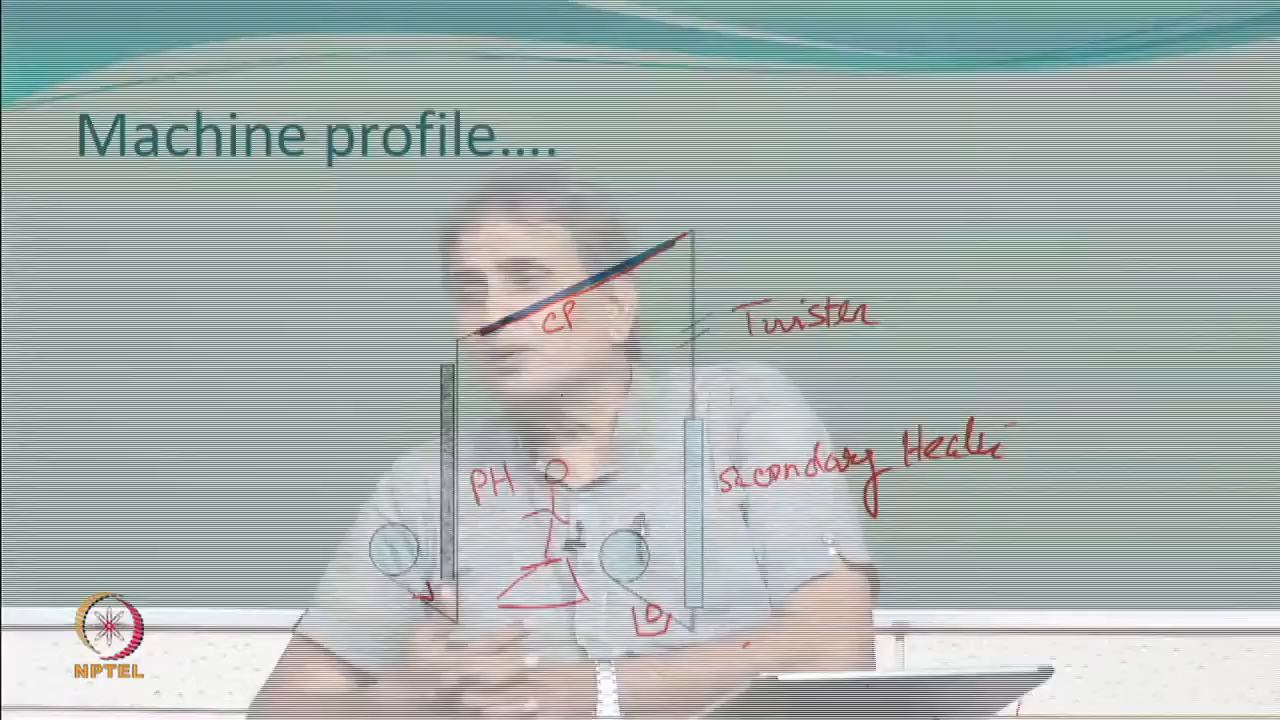 Machine profile....
CP
Twister
PH
Secondary Heater
NPTEL